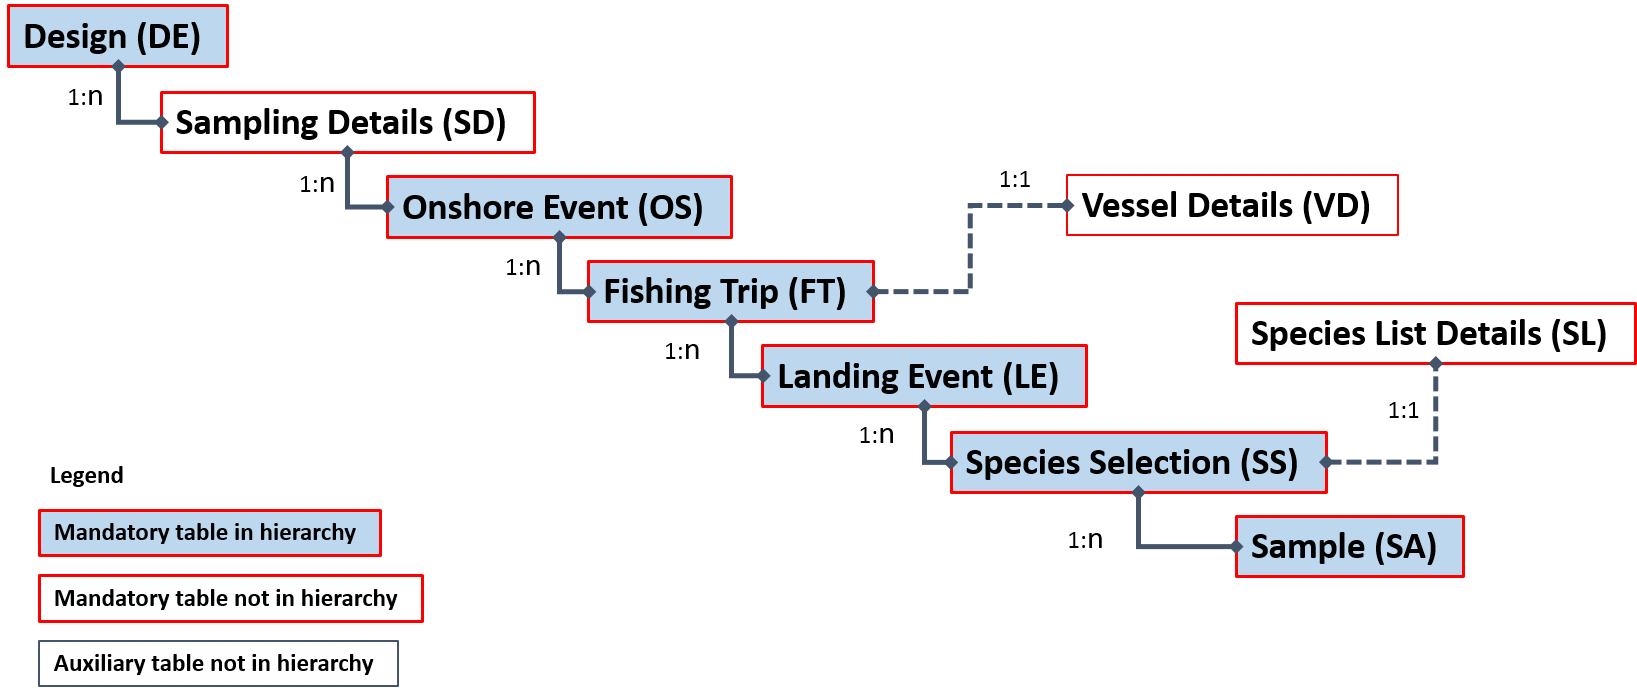 Design (DE)
1:n
Sampling Details (SD)
1:n
Onshore Event (OS)
1:1
Vessel Details (VD)
1:n
Fishing Trip (FT)
Species List Details (SL)
1:n
Landing Event (LE)
1:1
1:n
Species Selection (SS)
1:n
Sample (SA)
Legend
Mandatory table in hierarchy
Mandatory table not in hierarchy
Auxiliary table not in hierarchy